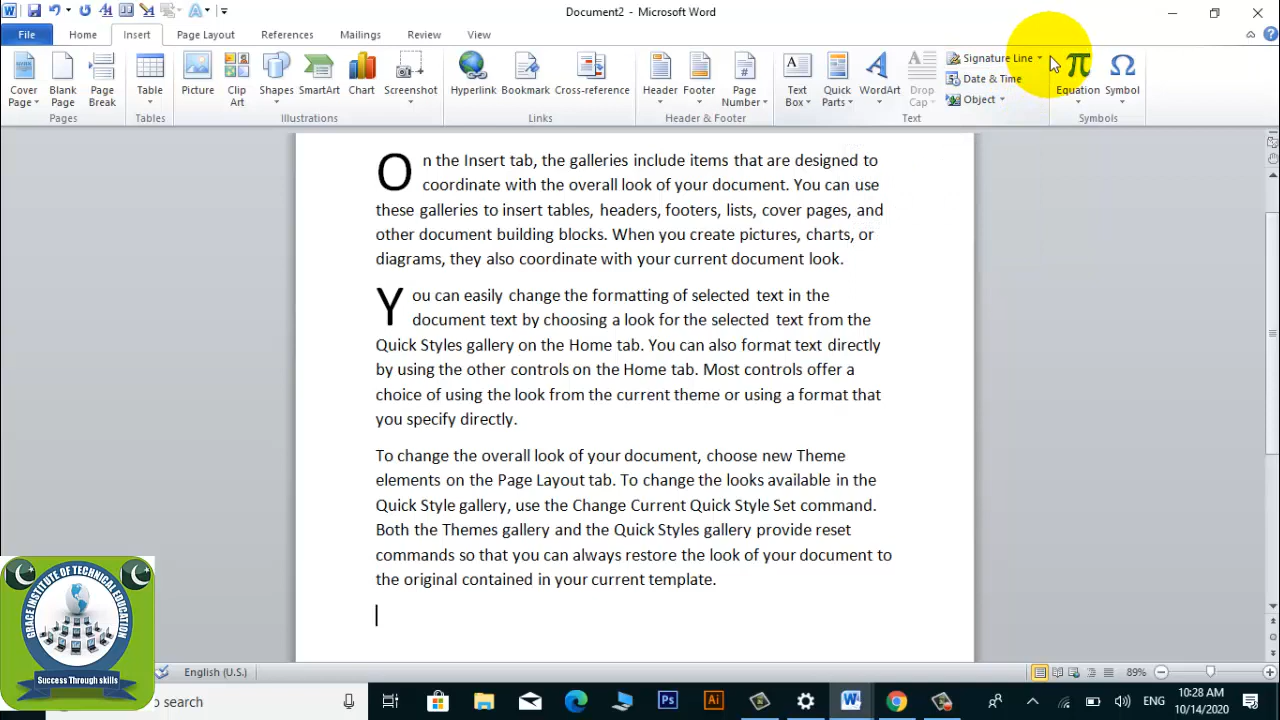 Document2 - Microsoft Word
File Home Insert Page Layout References Mailings Review View
Cover Page Blank Page Page Break Table Picture Clip Art Shapes SmartArt Chart Screenshot Hyperlink Bookmark Cross-reference Header Footer Page Number Text Box Quick Parts WordArt Drop Cap Signature Line Date & Time Object Equation Symbol
Pages Tables Illustrations Links Header & Footer Text Symbols
On the Insert tab, the galleries include items that are designed to
coordinate with the overall look of your document. You can use
these galleries to insert tables, headers, footers, lists, cover pages, and
other document building blocks. When you create pictures, charts, or
diagrams, they also coordinate with your current document look.
You can easily change the formatting of selected text in the
document text by choosing a look for the selected text from the
Quick Styles gallery on the Home tab. You can also format text directly
by using the other controls on the Home tab. Most controls offer a
choice of using the look from the current theme or using a format that
you specify directly.
To change the overall look of your document, choose new Theme
elements on the Page Layout tab. To change the looks available in the
Quick Style gallery, use the Change Current Quick Style Set command.
Both the Themes gallery and the Quick Styles gallery provide reset
commands so that you can always restore the look of your document to
the original contained in your current template.
GRACE INSTITUTE OF TECHNICAL EDUCATION
Success Through skills
English (U.S.) 89%
to search
Ps Ai ENG
10:28 AM
10/14/2020